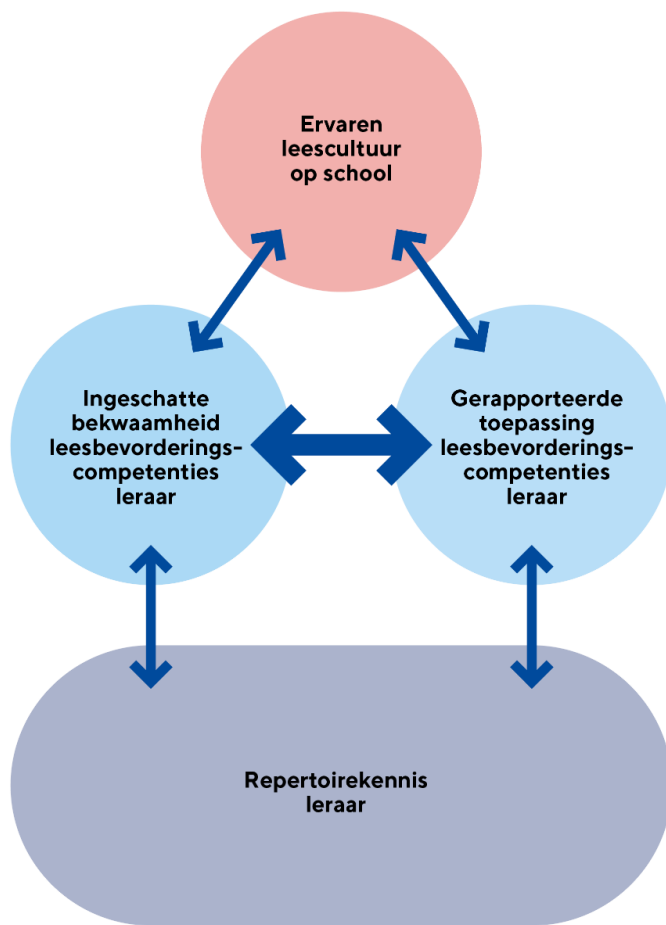 Ervaren
leescultuur
op school
Ingeschatte
bekwaamheid
leesbevorderings-
competenties
leraar
Gerapporteerde
toepassing
leesbevorderings-
competenties
leraar
Repertoirekennis
leraar